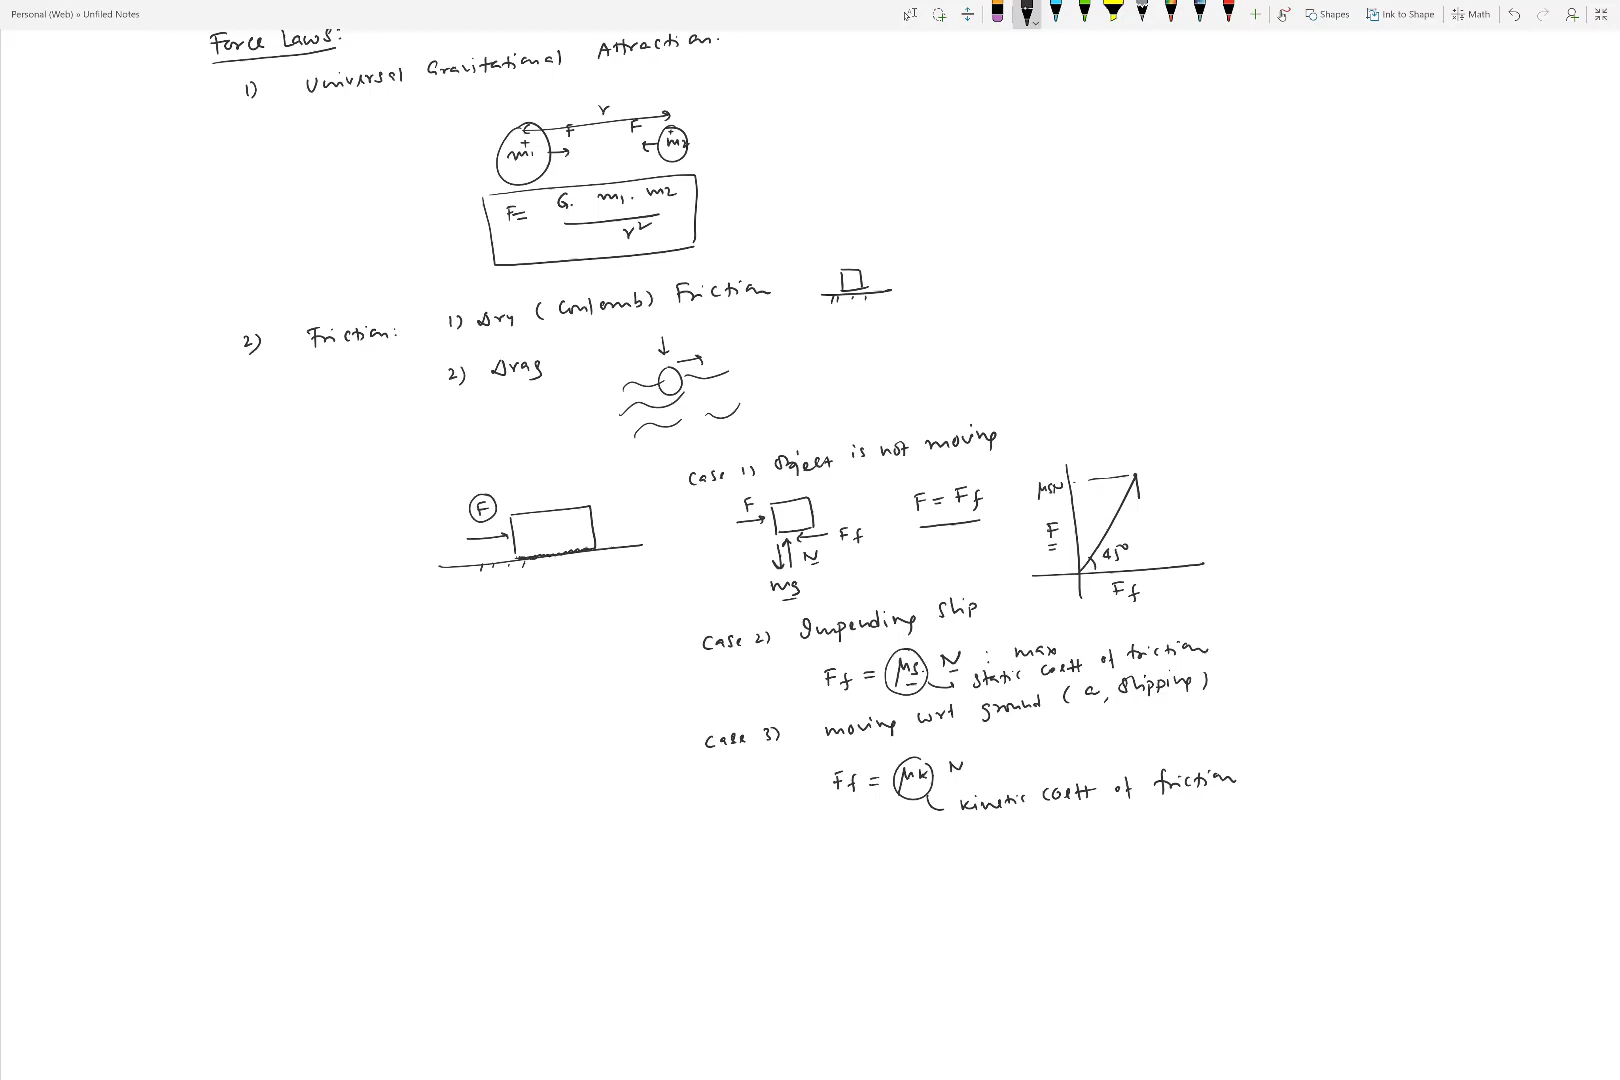 Personal (Web) » Unfiled Notes
Shapes
Ink to Shape
Math
Force Laws:
1) Universal Gravitational Attraction.
r
F F
m1 m2
F = G. m1. m2
r2
2) Friction: 1) Dry (Coulomb) Friction
2) Drag
Case 1) Object is not moving
F
F
Ff
N
mg
F = Ff
μsN
F
45°
Ff
Case 2) Impending slip
Ff = μs. N : max
static coeff of friction
Case 3) moving wrt ground (a, slipping)
Ff = μk N
kinetic coeff of friction